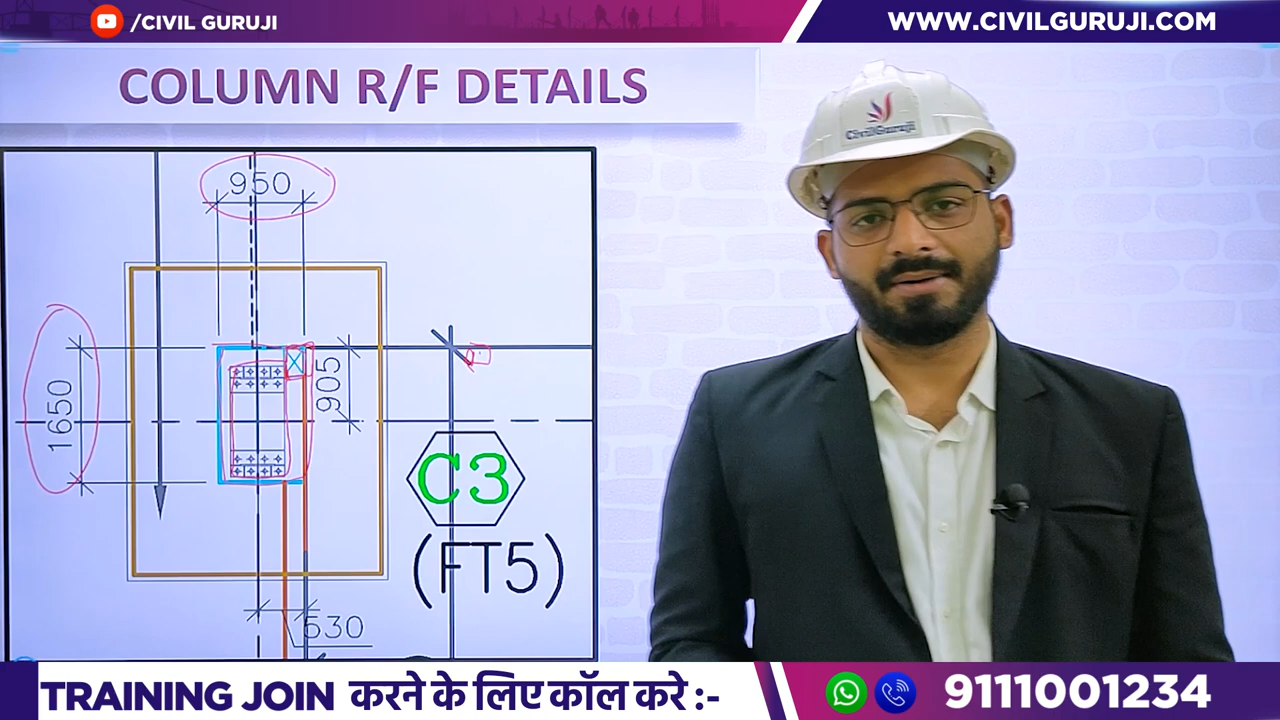 /CIVIL GURUJI
WWW.CIVILGURUJI.COM
COLUMN R/F DETAILS
CivilGuruji
950
1650
905
C3
(FT5)
530
TRAINING JOIN करने के लिए कॉल करे :-
9111001234